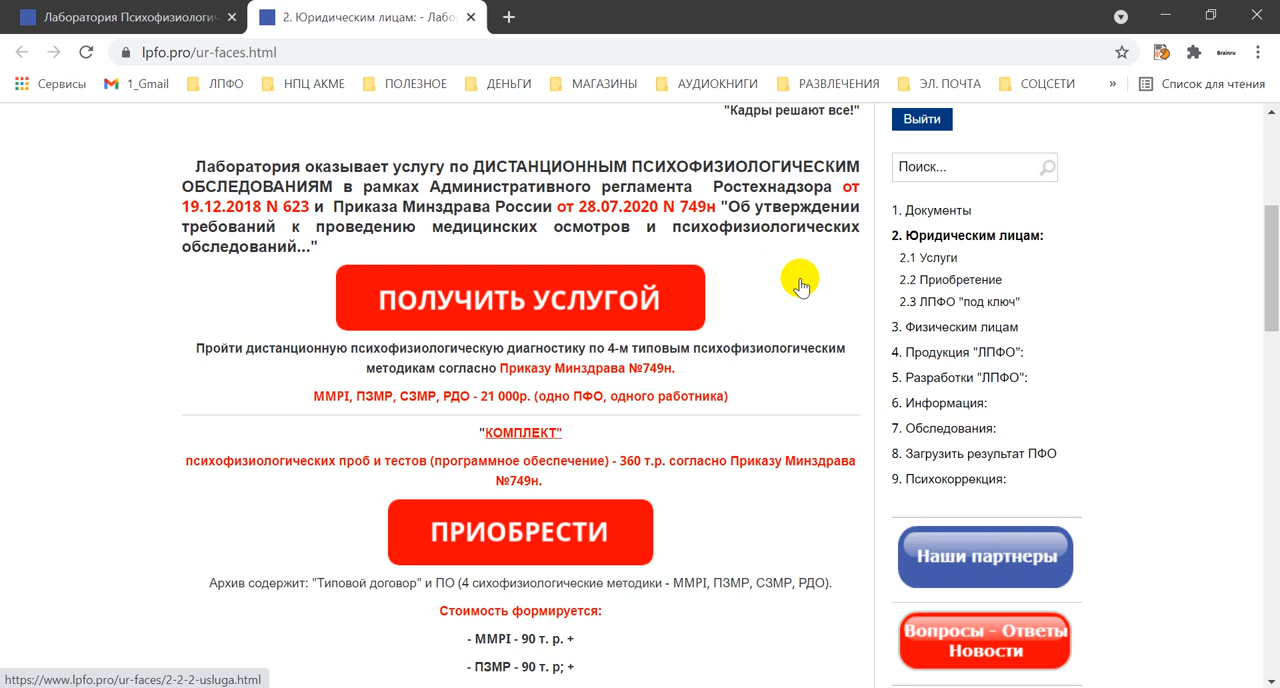 Лаборатория Психофизиологич
2. Юридическим лицам: - Лабо
lpfo.pro/ur-faces.html
Brainru
Сервисы
1_Gmail
ЛПФО
НПЦ АКМЕ
ПОЛЕЗНОЕ
ДЕНЬГИ
МАГАЗИНЫ
АУДИОКНИГИ
РАЗВЛЕЧЕНИЯ
ЭЛ. ПОЧТА
СОЦСЕТИ
»
Список для чтения
"Кадры решают все!"
Лаборатория оказывает услугу по ДИСТАНЦИОННЫМ ПСИХОФИЗИОЛОГИЧЕСКИМ
ОБСЛЕДОВАНИЯМ в рамках Административного регламента Ростехнадзора от
19.12.2018 N 623 и Приказа Минздрава России от 28.07.2020 N 749н "Об утверждении
требований к проведению медицинских осмотров и психофизиологических
обследований..."
ПОЛУЧИТЬ УСЛУГОЙ
Пройти дистанционную психофизиологическую диагностику по 4-м типовым психофизиологическим
методикам согласно Приказу Минздрава №749н.
MMPI, ПЗМР, СЗМР, РДО - 21 000р. (одно ПФО, одного работника)
"КОМПЛЕКТ"
психофизиологических проб и тестов (программное обеспечение) - 360 т.р. согласно Приказу Минздрава
№749н.
ПРИОБРЕСТИ
Архив содержит: "Типовой договор" и ПО (4 сихофизиологические методики - MMPI, ПЗМР, СЗМР, РДО).
Стоимость формируется:
- MMPI - 90 т. р. +
- ПЗМР - 90 т. р; +
Выйти
Поиск...
1. Документы
2. Юридическим лицам:
2.1 Услуги
2.2 Приобретение
2.3 ЛПФО "под ключ"
3. Физическим лицам
4. Продукция "ЛПФО":
5. Разработки "ЛПФО":
6. Информация:
7. Обследования:
8. Загрузить результат ПФО
9. Психокоррекция:
Наши партнеры
Вопросы - Ответы
Новости
https://www.lpfo.pro/ur-faces/2-2-2-usluga.html